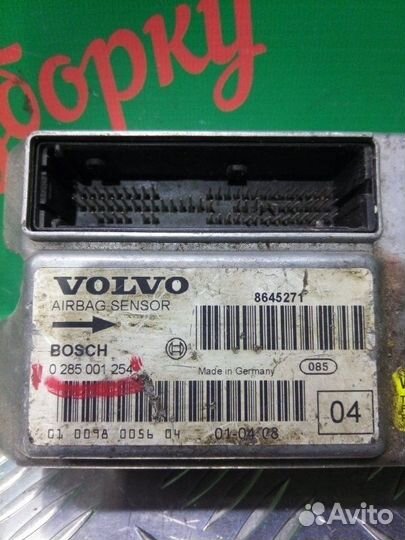 борку
VOLVO
AIRBAG SENSOR
8645271
BOSCH
0 285 001 254
Made in Germany
085
04
01 0098 0056 04
01-04-08
Avito